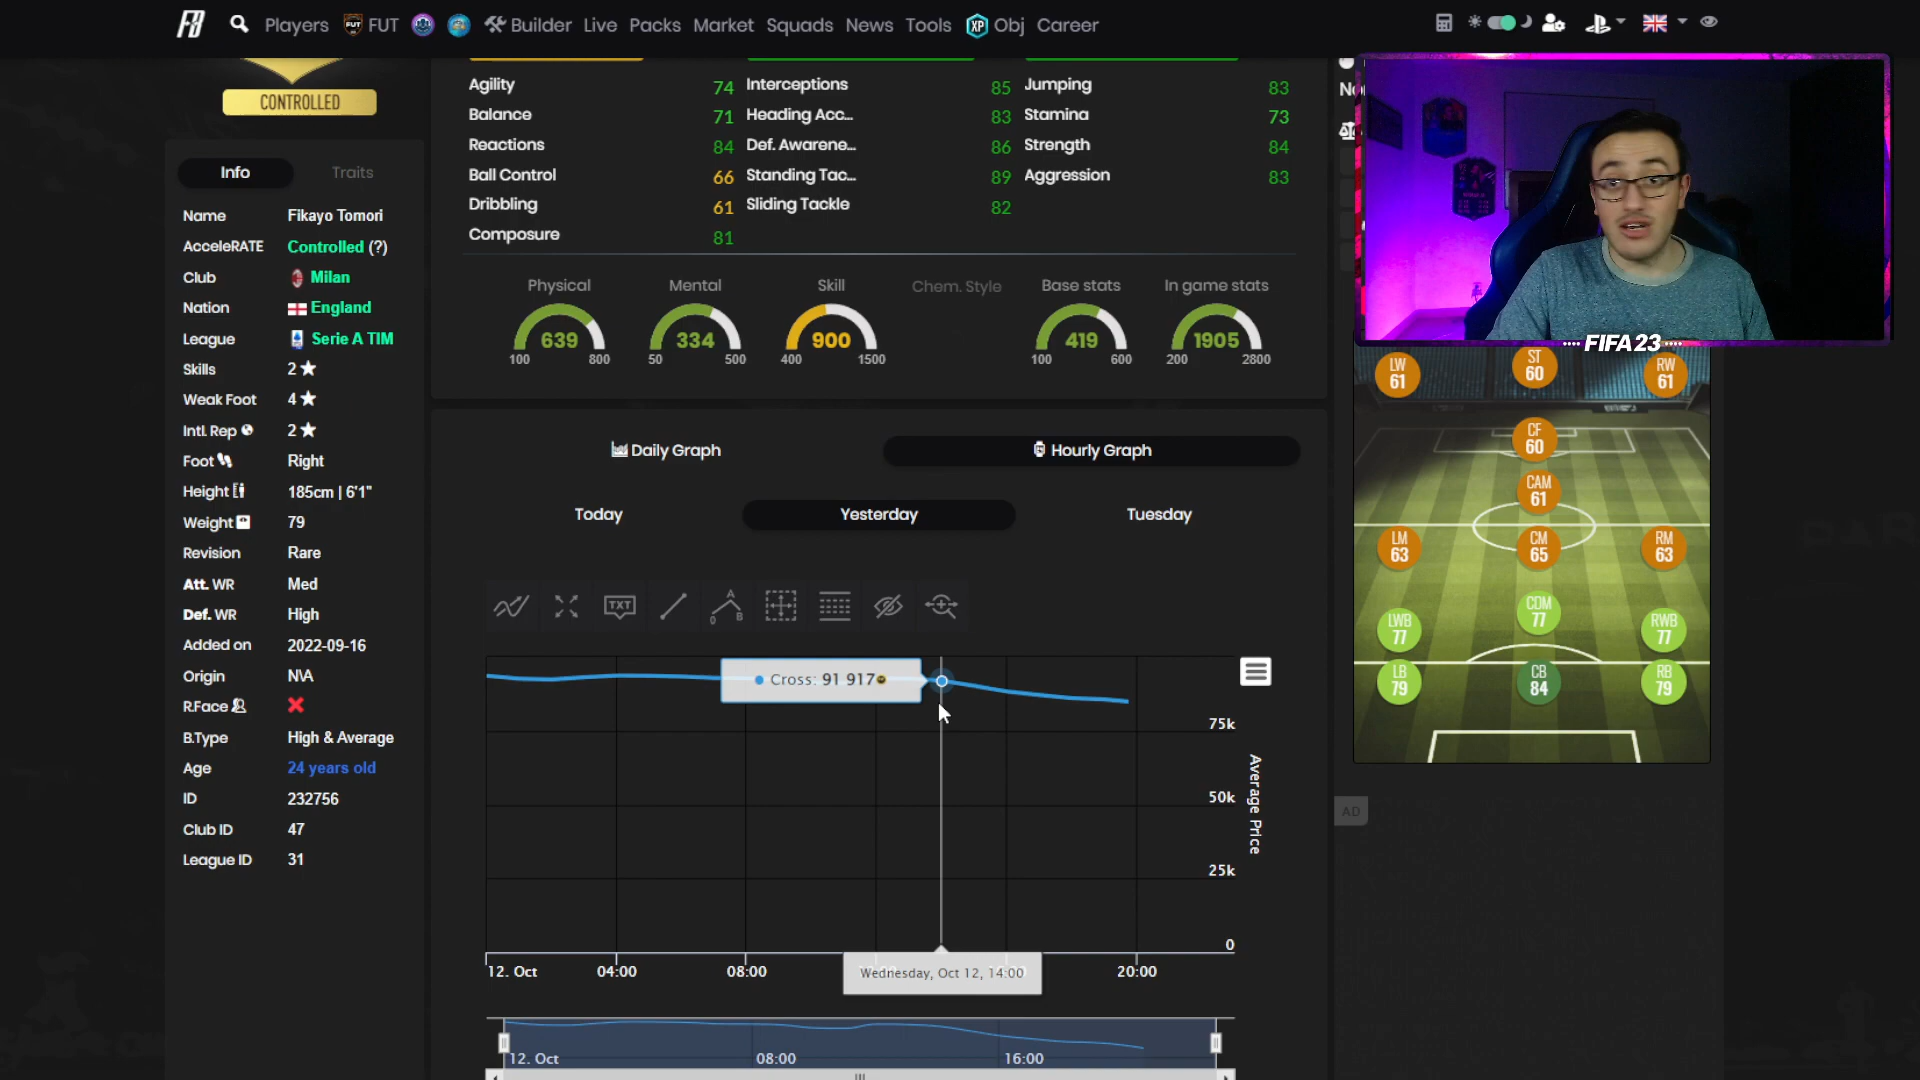 Players FUT Builder Live Packs Market Squads News Tools XP Obj Career
CONTROLLED
Info Traits
Name Fikayo Tomori
AcceleRATE Controlled (?)
Club Milan
Nation England
League Serie A TIM
Skills 2
Weak Foot 4
Intl. Rep 2
Foot Right
Height 185cm | 6'1"
Weight 79
Revision Rare
Att. WR Med
Def. WR High
Added on 2022-09-16
Origin N\A
R.Face
B.Type High & Average
Age 24 years old
ID 232756
Club ID 47
League ID 31
Agility 74 Interceptions 85 Jumping 83
Balance 71 Heading Acc... 83 Stamina 73
Reactions 84 Def. Awarene... 86 Strength 84
Ball Control 66 Standing Tac... 89 Aggression 83
Dribbling 61 Sliding Tackle 82
Composure 81
Physical Mental Skill Chem. Style Base stats In game stats
639 334 900 419 1905
100 800 50 500 400 1500 100 600 200 2800
Daily Graph Hourly Graph
Today Yesterday Tuesday
TXT
Cross: 91 917
75k
50k
25k
0
Average Price
12. Oct 04:00 08:00 20:00
Wednesday, Oct 12, 14:00
12. Oct 08:00 16:00
FIFA 23
LW 61 ST 60 RW 61
CF 60
CAM 61
LM 63 CM 65 RM 63
LWB 77 CDM 77 RWB 77
LB 79 CB 84 RB 79
AD